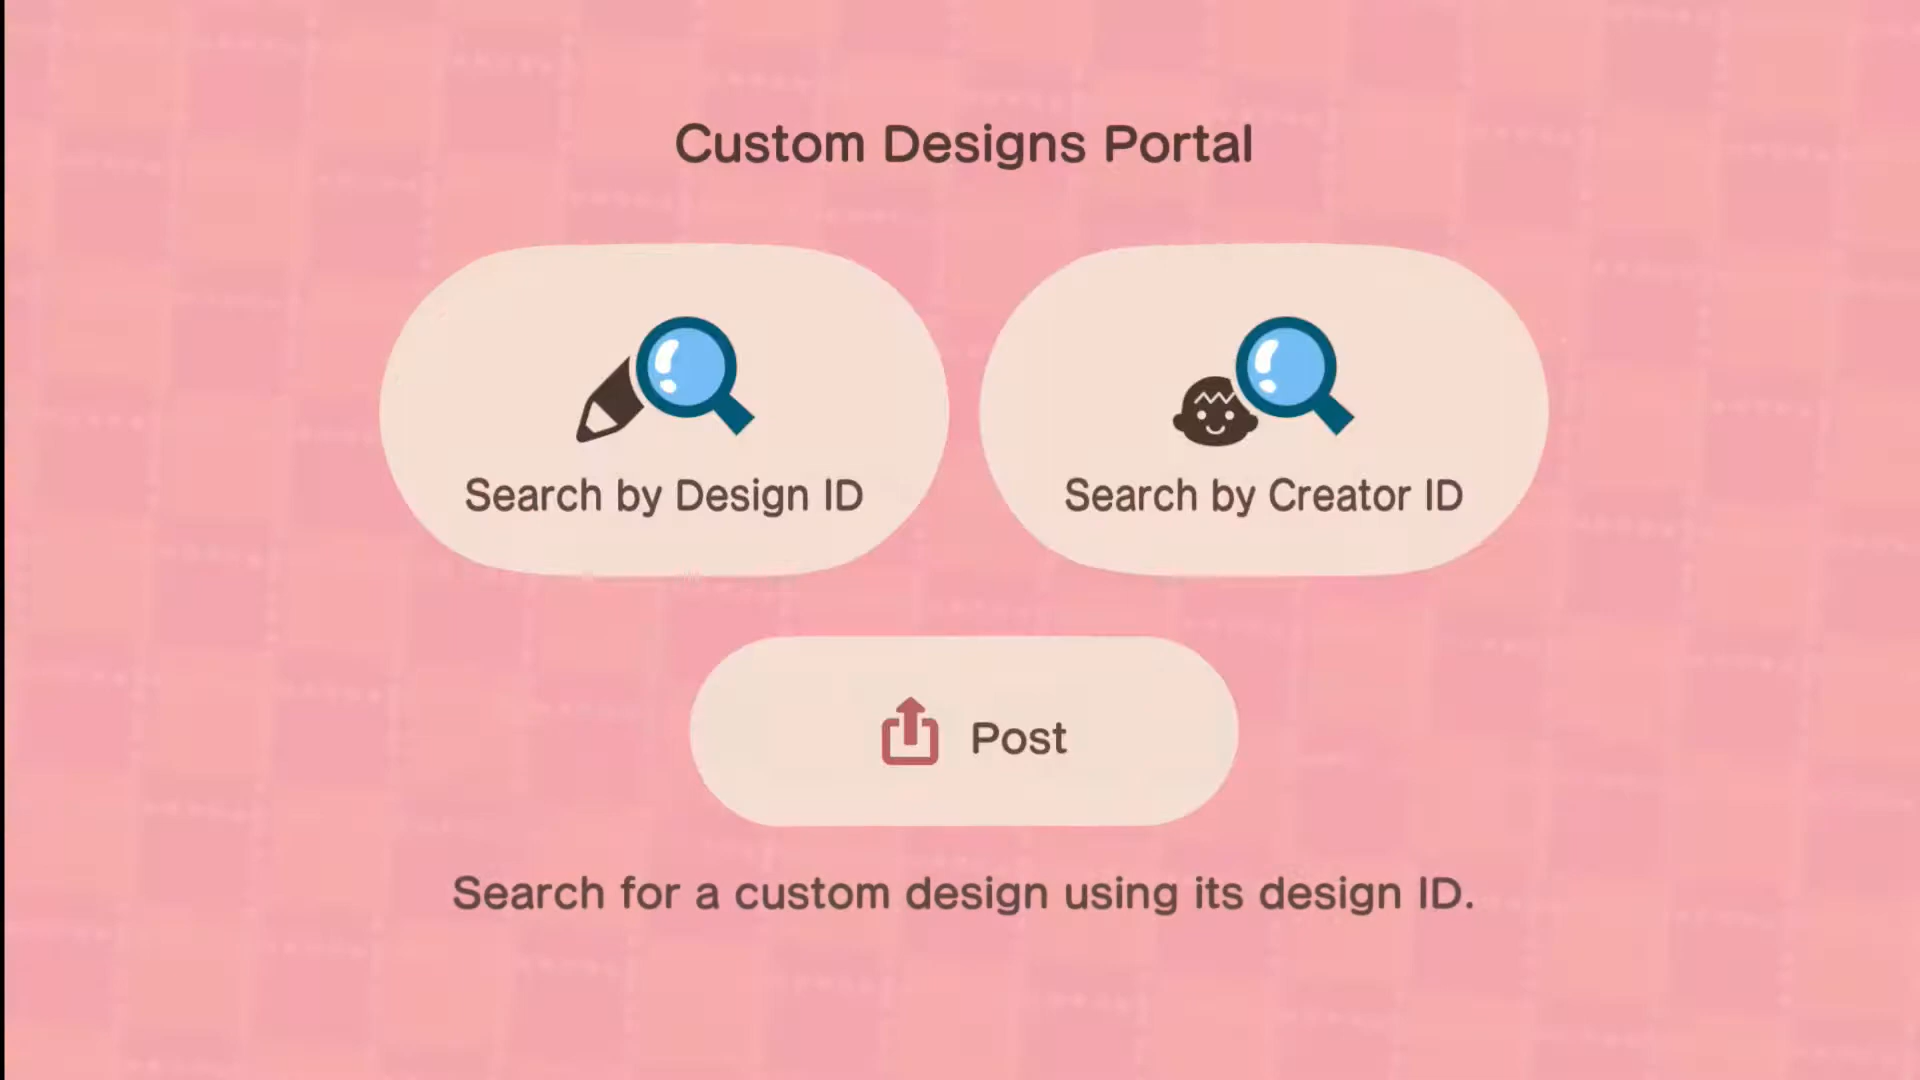 Custom Designs Portal
Search by Design ID
Search by Creator ID
Post
Search for a custom design using its design ID.